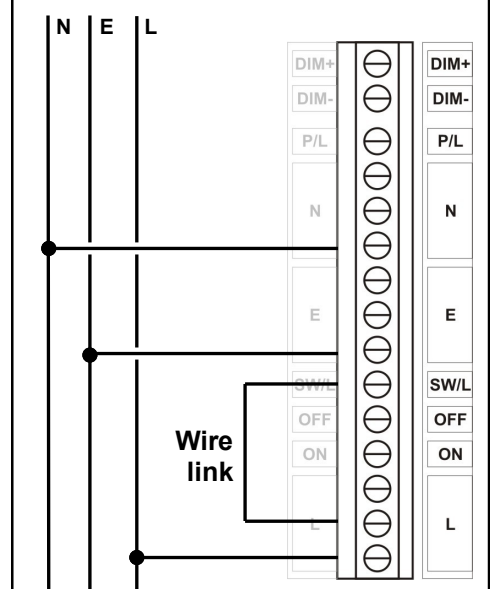 N E L
DIM+ DIM+
DIM- DIM-
P/L P/L
N N
E E
SW/L SW/L
OFF OFF
ON ON
Wire
link
L L